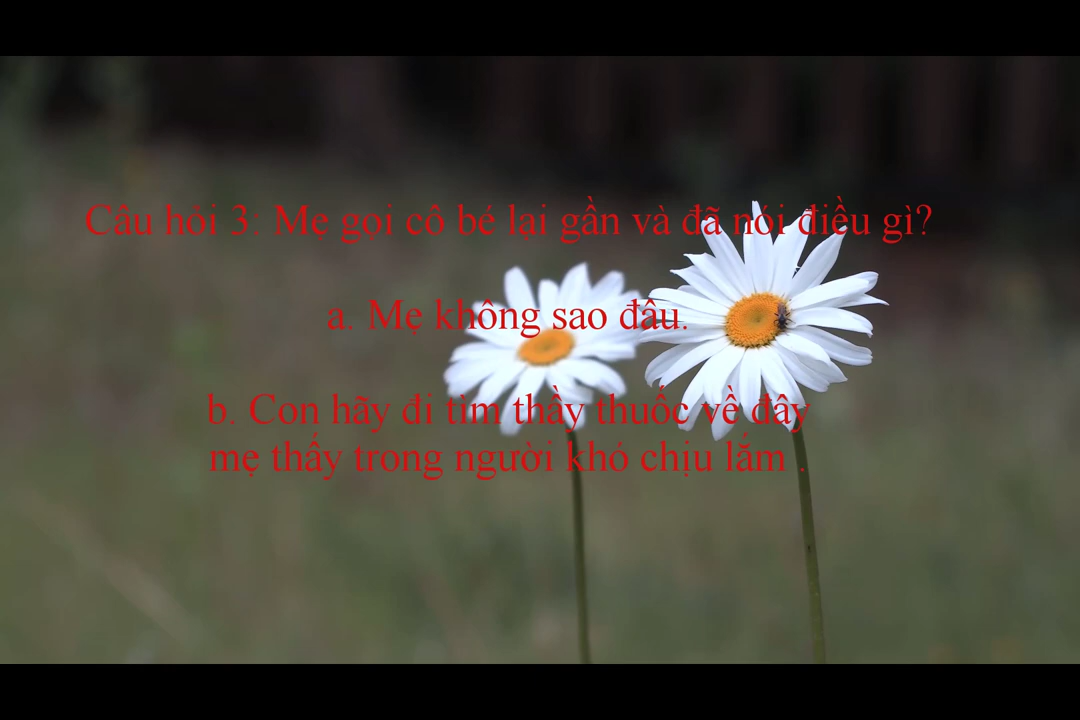 Câu hỏi 3: Mẹ gọi cô bé lại gần và đã nói điều gì?
a. Mẹ không sao đâu.
b. Con hãy đi tìm thầy thuốc về đây
mẹ thấy trong người khó chịu lắm .